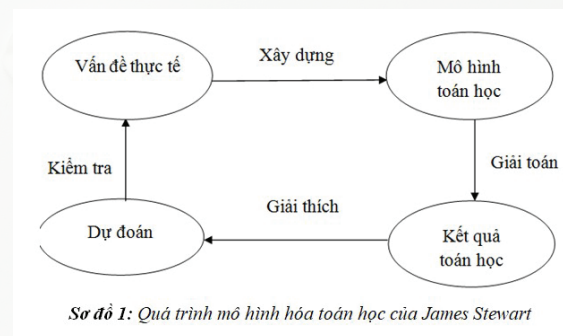 Vấn đề thực tế
Xây dựng
Mô hình
toán học
Kiểm tra
Giải toán
Dự đoán
Giải thích
Kết quả
toán học
Sơ đồ 1: Quá trình mô hình hóa toán học của James Stewart